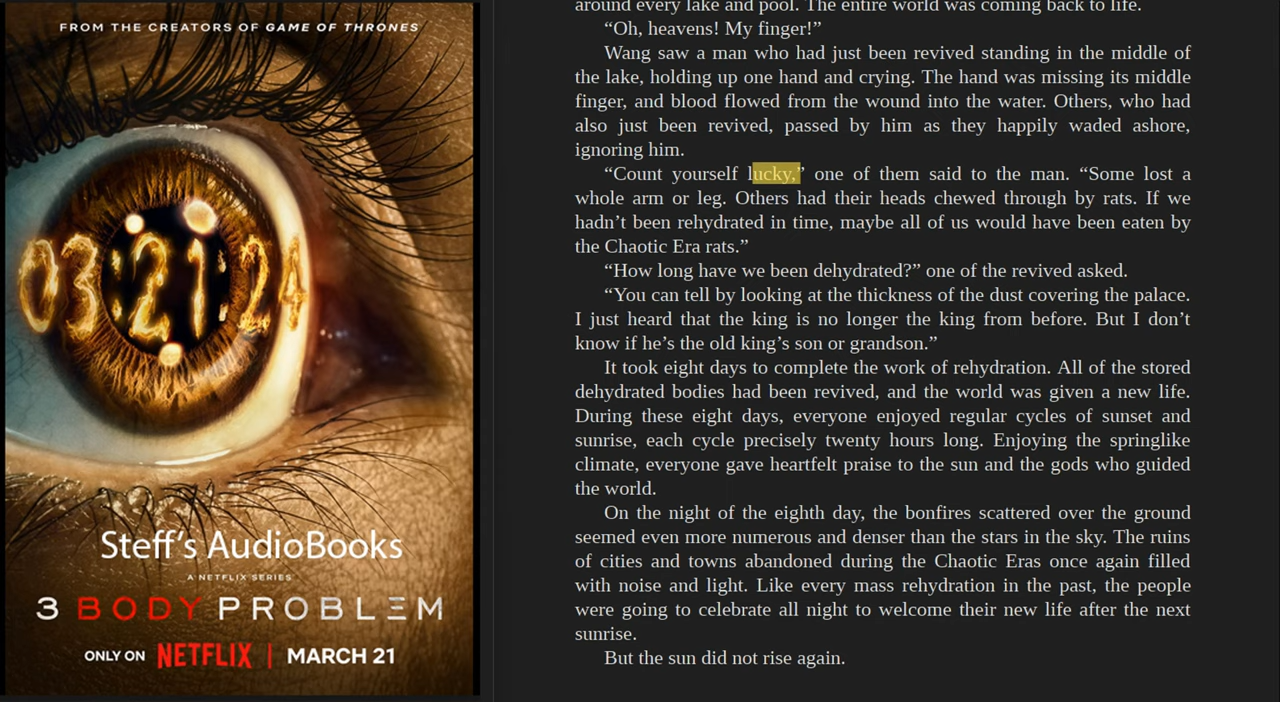 FROM THE CREATORS OF GAME OF THRONES
03:21:24
Steff's AudioBooks
A NETFLIX SERIES
3 BODY PROBLEM
ONLY ON NETFLIX | MARCH 21
around every lake and pool. The entire world was coming back to life.
“Oh, heavens! My finger!”
Wang saw a man who had just been revived standing in the middle of
the lake, holding up one hand and crying. The hand was missing its middle
finger, and blood flowed from the wound into the water. Others, who had
also just been revived, passed by him as they happily waded ashore,
ignoring him.
“Count yourself lucky,” one of them said to the man. “Some lost a
whole arm or leg. Others had their heads chewed through by rats. If we
hadn’t been rehydrated in time, maybe all of us would have been eaten by
the Chaotic Era rats.”
“How long have we been dehydrated?” one of the revived asked.
“You can tell by looking at the thickness of the dust covering the palace.
I just heard that the king is no longer the king from before. But I don’t
know if he’s the old king’s son or grandson.”
It took eight days to complete the work of rehydration. All of the stored
dehydrated bodies had been revived, and the world was given a new life.
During these eight days, everyone enjoyed regular cycles of sunset and
sunrise, each cycle precisely twenty hours long. Enjoying the springlike
climate, everyone gave heartfelt praise to the sun and the gods who guided
the world.
On the night of the eighth day, the bonfires scattered over the ground
seemed even more numerous and denser than the stars in the sky. The ruins
of cities and towns abandoned during the Chaotic Eras once again filled
with noise and light. Like every mass rehydration in the past, the people
were going to celebrate all night to welcome their new life after the next
sunrise.
But the sun did not rise again.